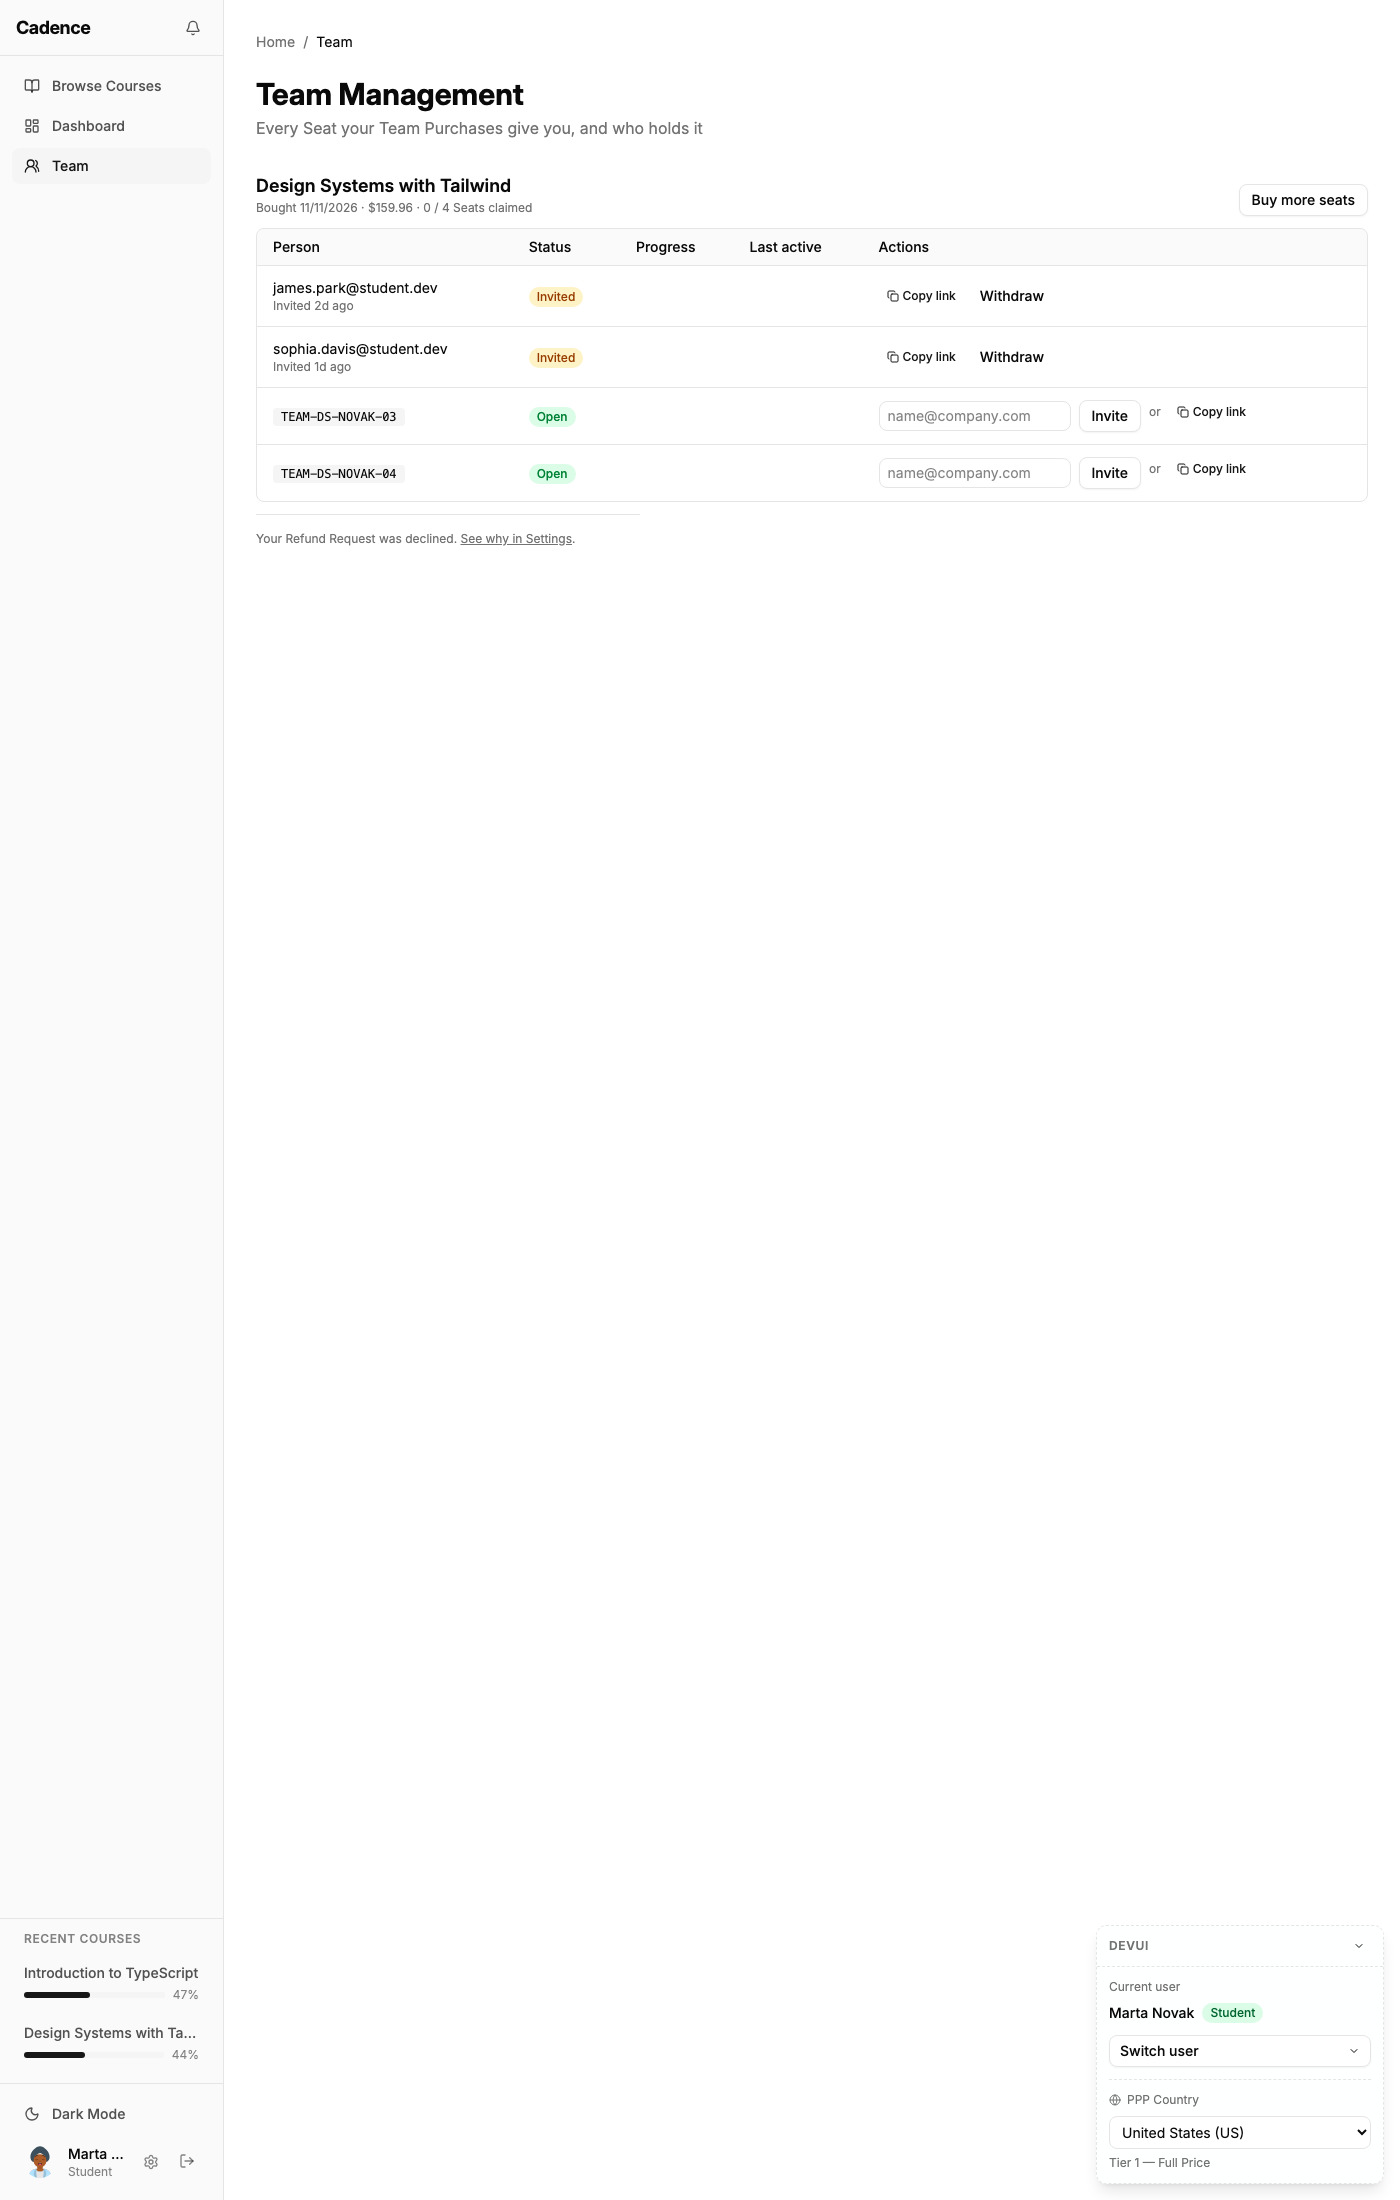 Cadence
Browse Courses
Dashboard
Team
Home / Team
Team Management
Every Seat your Team Purchases give you, and who holds it
Design Systems with Tailwind
Bought 11/11/2026 · $159.96 · 0 / 4 Seats claimed
Buy more seats
Person Status Progress Last active Actions
james.park@student.dev
Invited 2d ago
Invited
Copy link Withdraw
sophia.davis@student.dev
Invited 1d ago
Invited
Copy link Withdraw
TEAM-DS-NOVAK-03 Open name@company.com Invite or Copy link
TEAM-DS-NOVAK-04 Open name@company.com Invite or Copy link
Your Refund Request was declined. See why in Settings.
RECENT COURSES
Introduction to TypeScript
47%
Design Systems with Ta...
44%
Dark Mode
Marta ...
Student
DEVUI
Current user
Marta Novak Student
Switch user
PPP Country
United States (US)
Tier 1 — Full Price